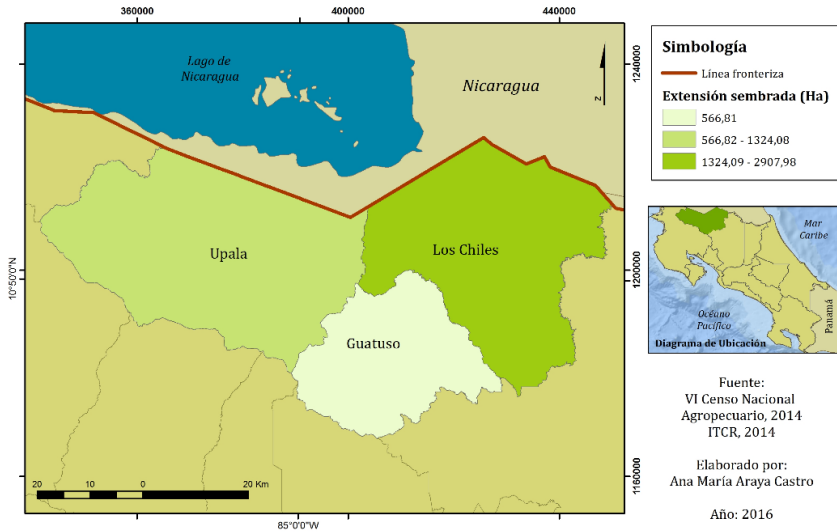 360000
400000
440000
Lago de
Nicaragua
Nicaragua
N
1240000
Upala
Los Chiles
10°50'0"N
1200000
Guatuso
20
10
0
20 Km
1160000
85°0'0"W
Simbología
Línea fronteriza
Extensión sembrada (Ha)
566,81
566,82 - 1324,08
1324,09 - 2907,98
Mar
Caribe
Océano
Pacífico
Panamá
Diagrama de Ubicación
Fuente:
VI Censo Nacional
Agropecuario, 2014
ITCR, 2014
Elaborado por:
Ana María Araya Castro
Año: 2016